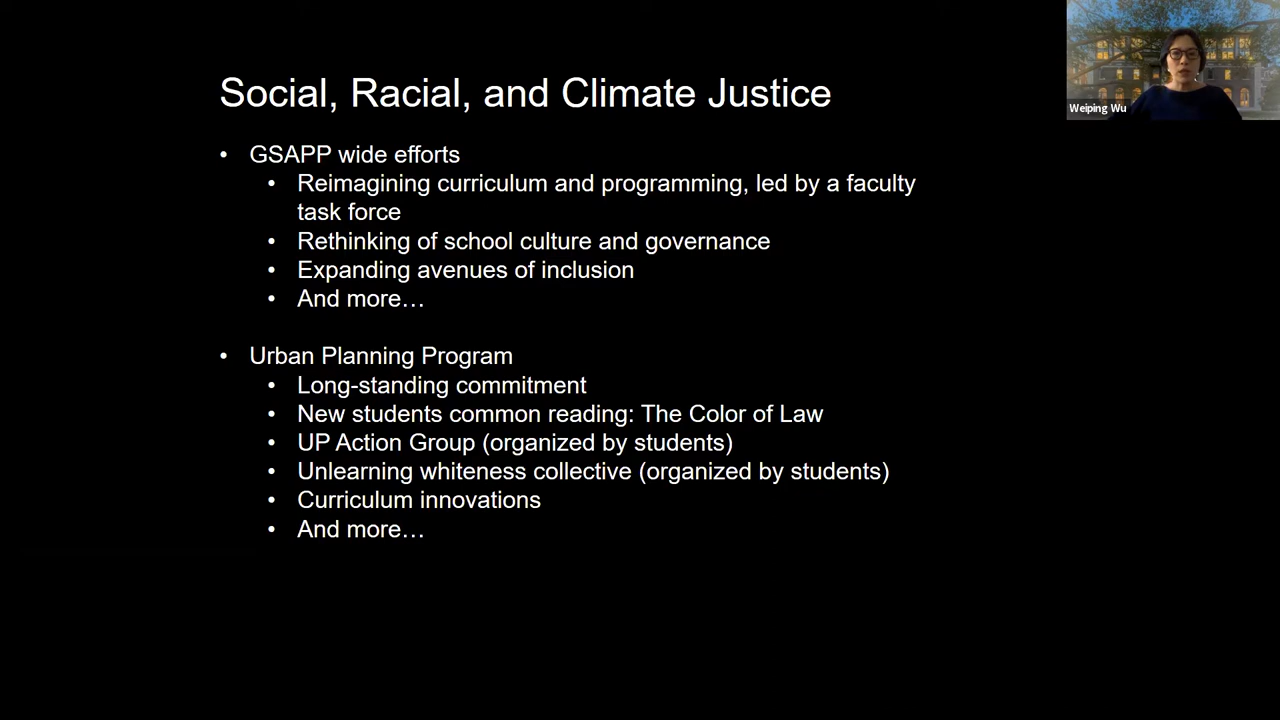 Social, Racial, and Climate Justice
Weiping Wu
• GSAPP wide efforts
• Reimagining curriculum and programming, led by a faculty
task force
• Rethinking of school culture and governance
• Expanding avenues of inclusion
• And more…
• Urban Planning Program
• Long-standing commitment
• New students common reading: The Color of Law
• UP Action Group (organized by students)
• Unlearning whiteness collective (organized by students)
• Curriculum innovations
• And more…